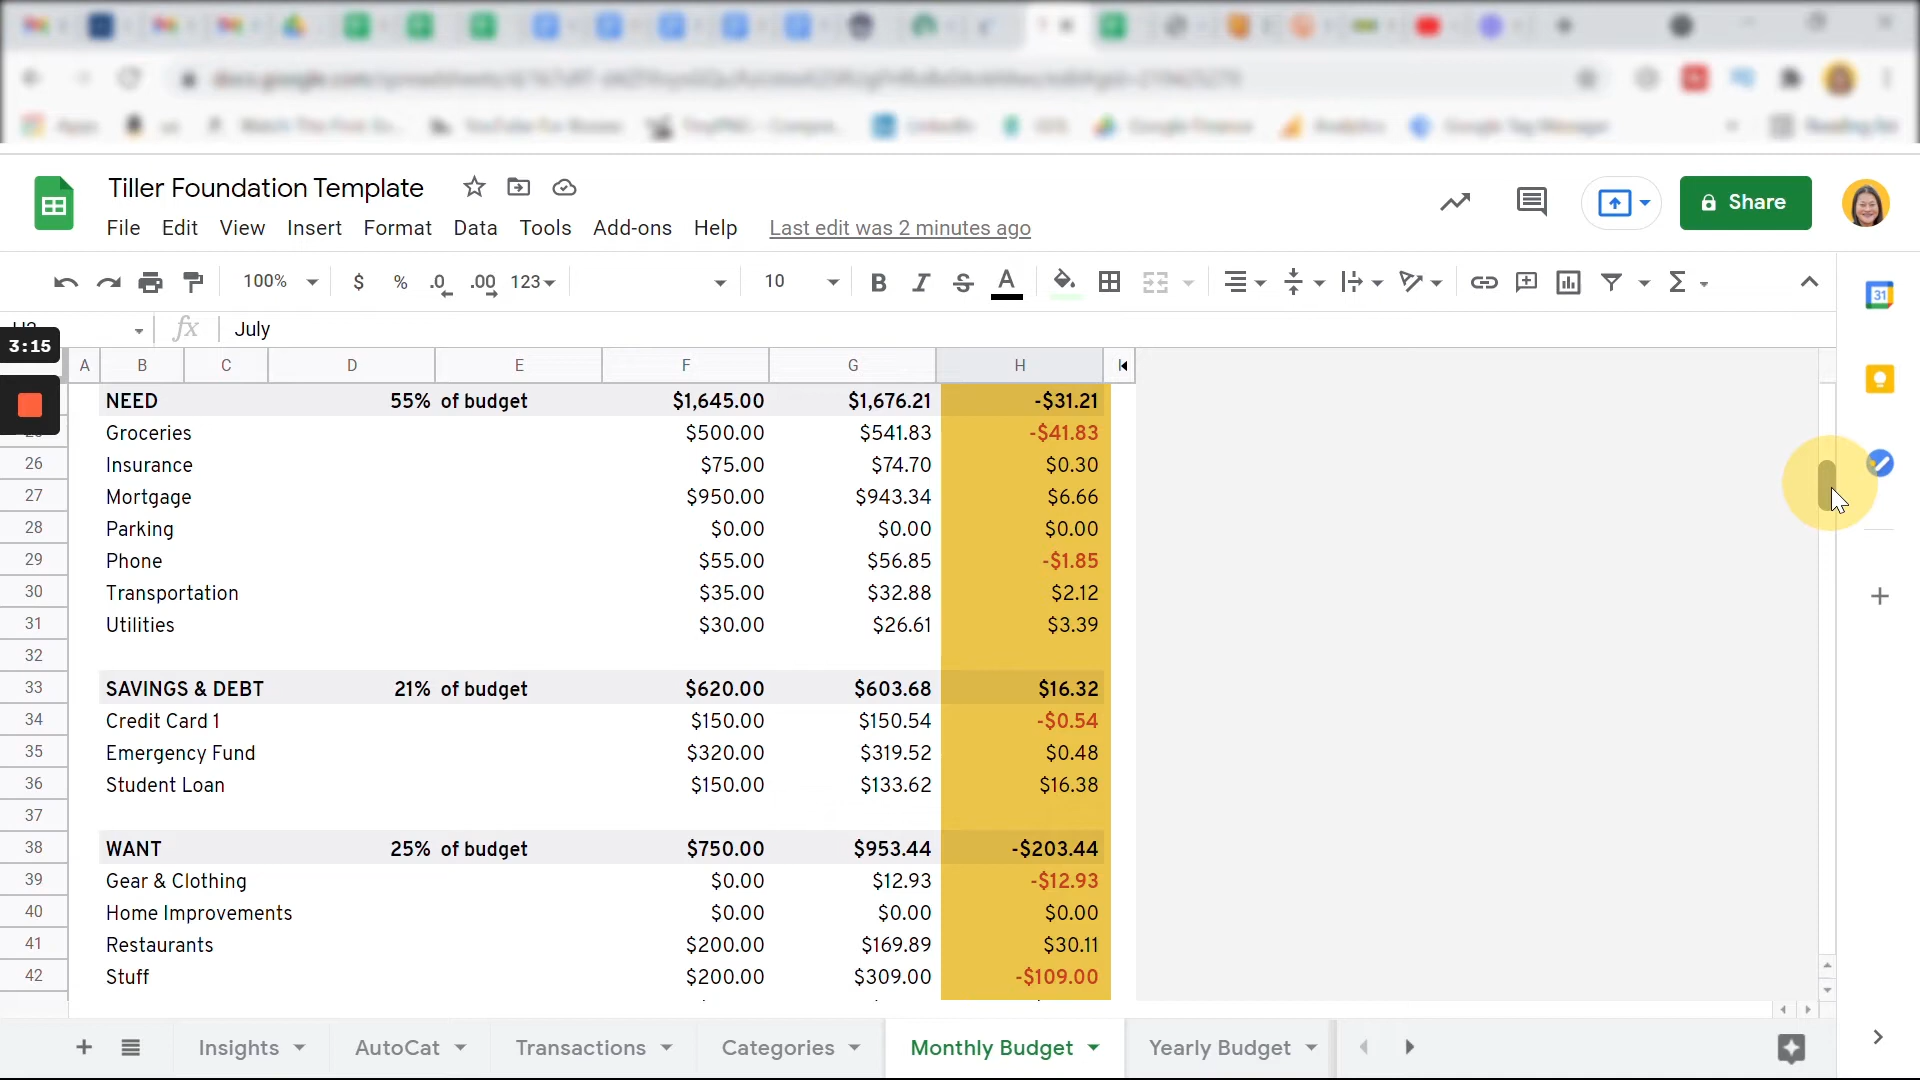 Tiller Foundation Template
Share
File Edit View Insert Format Data Tools Add-ons Help Last edit was 2 minutes ago
100% $ % .0 .00 123 10 B I S A
fx July
3:15
A B C D E F G H
NEED 55% of budget $1,645.00 $1,676.21 -$31.21
Groceries $500.00 $541.83 -$41.83
26 Insurance $75.00 $74.70 $0.30
27 Mortgage $950.00 $943.34 $6.66
28 Parking $0.00 $0.00 $0.00
29 Phone $55.00 $56.85 -$1.85
30 Transportation $35.00 $32.88 $2.12
31 Utilities $30.00 $26.61 $3.39
32
33 SAVINGS & DEBT 21% of budget $620.00 $603.68 $16.32
34 Credit Card 1 $150.00 $150.54 -$0.54
35 Emergency Fund $320.00 $319.52 $0.48
36 Student Loan $150.00 $133.62 $16.38
37
38 WANT 25% of budget $750.00 $953.44 -$203.44
39 Gear & Clothing $0.00 $12.93 -$12.93
40 Home Improvements $0.00 $0.00 $0.00
41 Restaurants $200.00 $169.89 $30.11
42 Stuff $200.00 $309.00 -$109.00
Insights AutoCat Transactions Categories Monthly Budget Yearly Budget
31